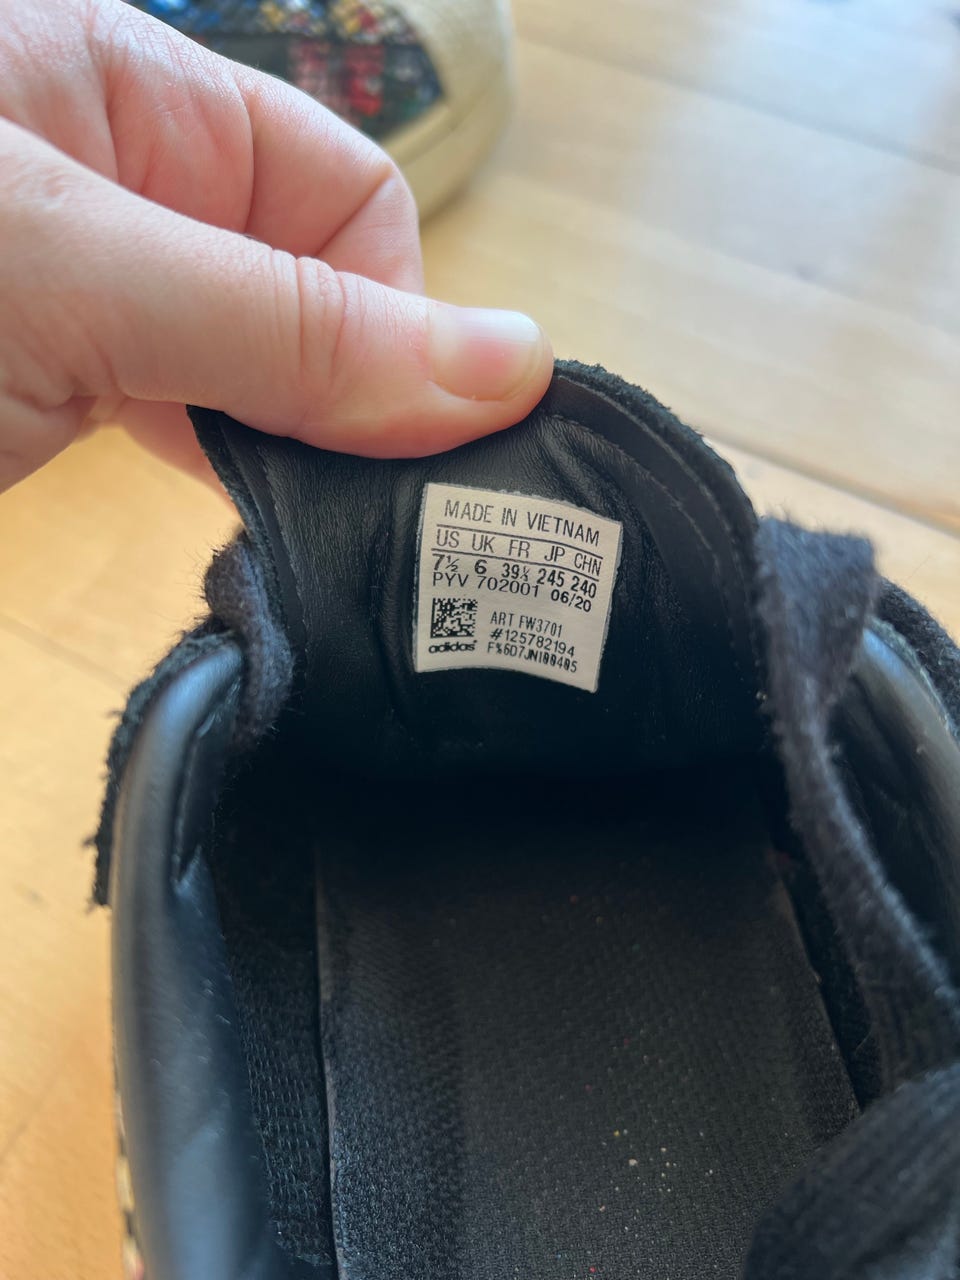 MADE IN VIETNAM
US UK FR JP CHN
7½ 6 39⅓ 245 240
PYV 702001 06/20
ART FW3701
#125782194
adidas F%6D7JN100405